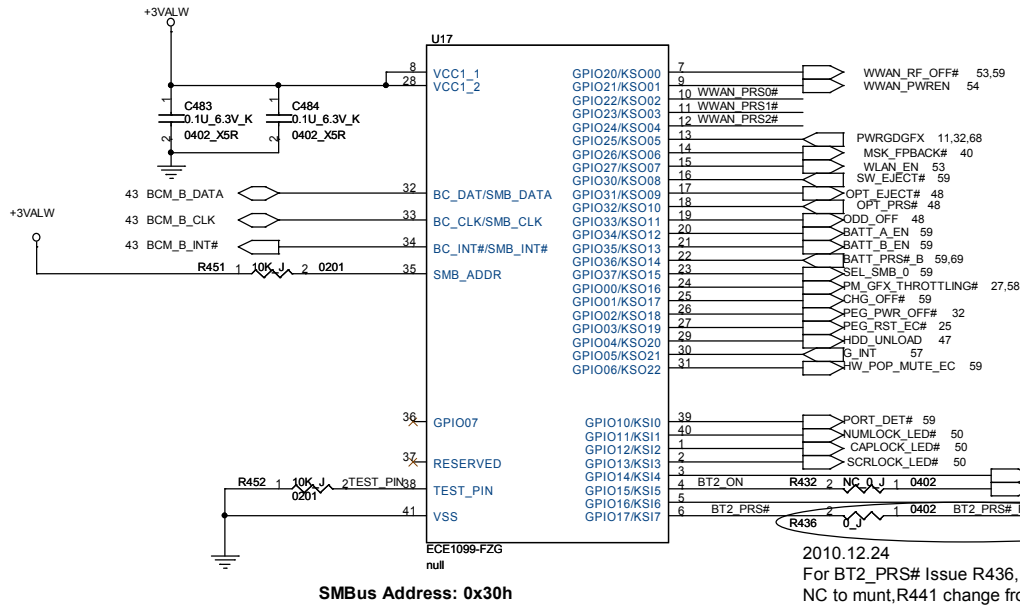 +3VALW
U17
8 VCC1_1
28 VCC1_2
1 C483 2
0.1U_6.3V_K
0402_X5R
1 C484 2
0.1U_6.3V_K
0402_X5R
43 BCM_B_DATA 32 BC_DAT/SMB_DATA
43 BCM_B_CLK 33 BC_CLK/SMB_CLK
43 BCM_B_INT# 34 BC_INT#/SMB_INT#
+3VALW
R451 1 10K_J 2 0201 35 SMB_ADDR
36 GPIO07
37 RESERVED
R452 1 10K_J 2 TEST_PIN 38 TEST_PIN
0201
41 VSS
GPIO20/KSO00 7 WWAN_RF_OFF# 53,59
GPIO21/KSO01 9 WWAN_PWREN 54
GPIO22/KSO02 10 WWAN_PRS0#
GPIO23/KSO03 11 WWAN_PRS1#
GPIO24/KSO04 12 WWAN_PRS2#
GPIO25/KSO05 13 PWRGDGFX 11,32,68
GPIO26/KSO06 14 MSK_FPBACK# 40
GPIO27/KSO07 15 WLAN_EN 53
GPIO30/KSO08 16 SW_EJECT# 59
GPIO31/KSO09 17 OPT_EJECT# 48
GPIO32/KSO10 18 OPT_PRS# 48
GPIO33/KSO11 19 ODD_OFF 48
GPIO34/KSO12 20 BATT_A_EN 59
GPIO35/KSO13 21 BATT_B_EN 59
GPIO36/KSO14 22 BATT_PRS#_B 59,69
GPIO37/KSO15 23 SEL_SMB_0 59
GPIO00/KSO16 24 PM_GFX_THROTTLING# 27,58
GPIO01/KSO17 25 CHG_OFF# 59
GPIO02/KSO18 26 PEG_PWR_OFF# 32
GPIO03/KSO19 27 PEG_RST_EC# 25
GPIO04/KSO20 29 HDD_UNLOAD 47
GPIO05/KSO21 30 G_INT 57
GPIO06/KSO22 31 HW_POP_MUTE_EC 59
GPIO10/KSI0 39 PORT_DET# 59
GPIO11/KSI1 40 NUMLOCK_LED# 50
GPIO12/KSI2 1 CAPLOCK_LED# 50
GPIO13/KSI3 2 SCRLOCK_LED# 50
GPIO14/KSI4 3
GPIO15/KSI5 4 BT2_ON R432 2 NC_0_J 1 0402
GPIO16/KSI6 5
GPIO17/KSI7 6 BT2_PRS# R436 2 0_J 1 0402 BT2_PRS#_
ECE1099-FZG
null
SMBus Address: 0x30h
2010.12.24
For BT2_PRS# Issue R436,
NC to munt,R441 change fro